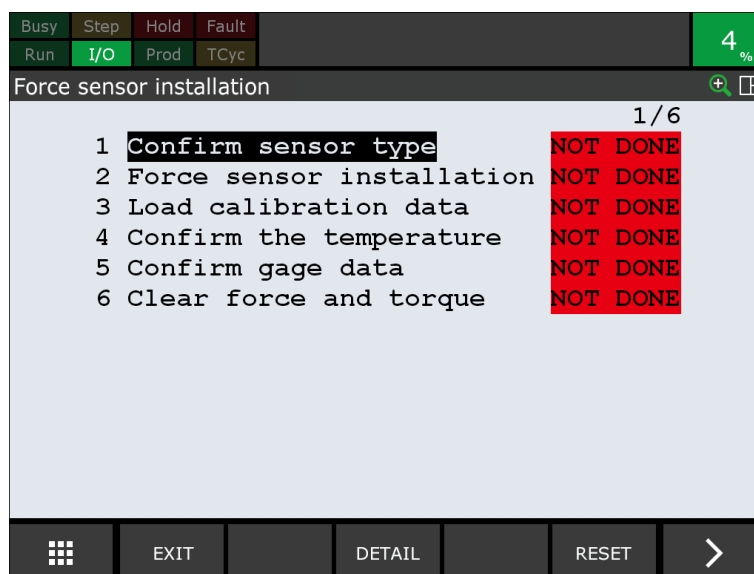 Busy Step Hold Fault
Run I/O Prod TCyc
4 %
Force sensor installation
1/6
1 Confirm sensor type NOT DONE
2 Force sensor installation NOT DONE
3 Load calibration data NOT DONE
4 Confirm the temperature NOT DONE
5 Confirm gage data NOT DONE
6 Clear force and torque NOT DONE
EXIT DETAIL RESET